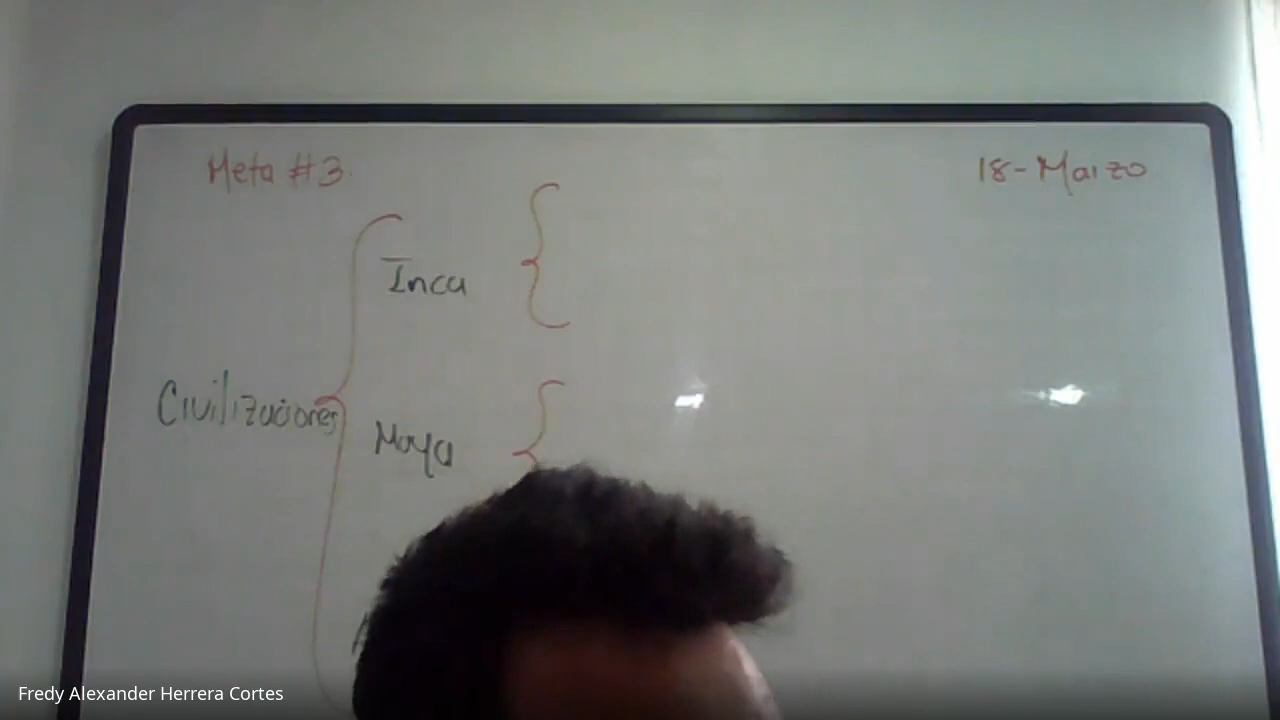 Meta #3
18-Marzo
Inca
Civilizaciones
Maya
Fredy Alexander Herrera Cortes